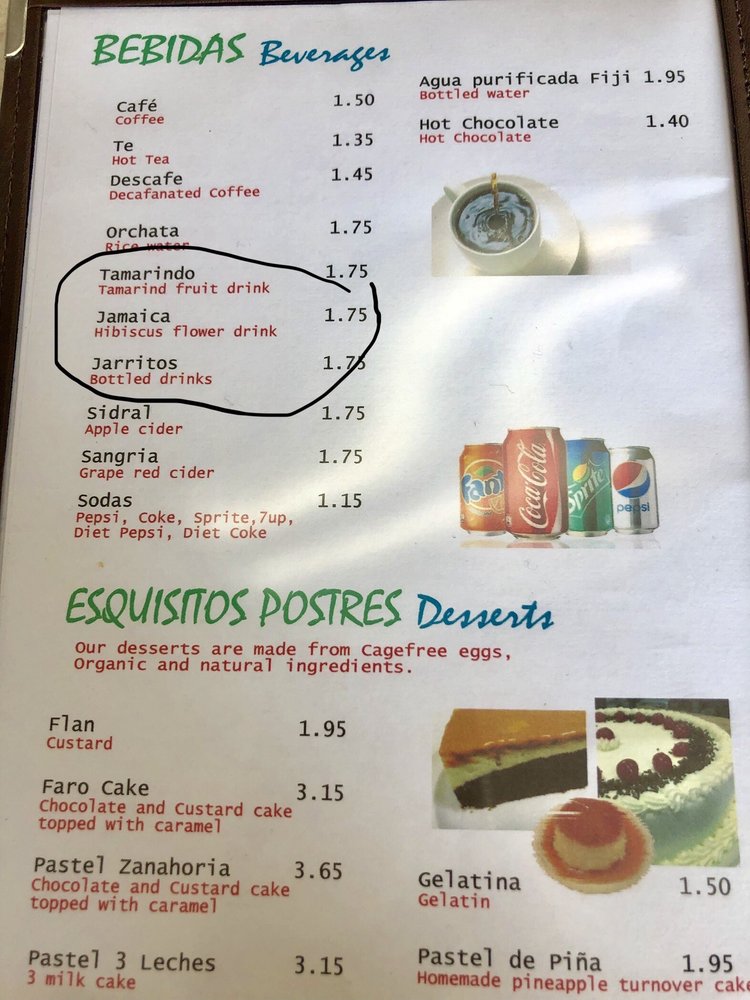 BEBIDAS Beverages
Café 1.50
Coffee
Te 1.35
Hot Tea
Descafe 1.45
Decafanated Coffee
Orchata 1.75
Rice water
Tamarindo 1.75
Tamarind fruit drink
Jamaica 1.75
Hibiscus flower drink
Jarritos 1.75
Bottled drinks
Sidral 1.75
Apple cider
Sangria 1.75
Grape red cider
Sodas 1.15
Pepsi, Coke, Sprite,7up,
Diet Pepsi, Diet Coke
Agua purificada Fiji 1.95
Bottled water
Hot Chocolate 1.40
Hot Chocolate
Fanta
Coca-Cola
Sprite
pepsi
ESQUISITOS POSTRES Desserts
Our desserts are made from Cagefree eggs,
Organic and natural ingredients.
Flan 1.95
Custard
Faro Cake 3.15
Chocolate and Custard cake
topped with caramel
Pastel Zanahoria 3.65
Chocolate and Custard cake
topped with caramel
Pastel 3 Leches 3.15
3 milk cake
Gelatina 1.50
Gelatin
Pastel de Piña 1.95
Homemade pineapple turnover cake